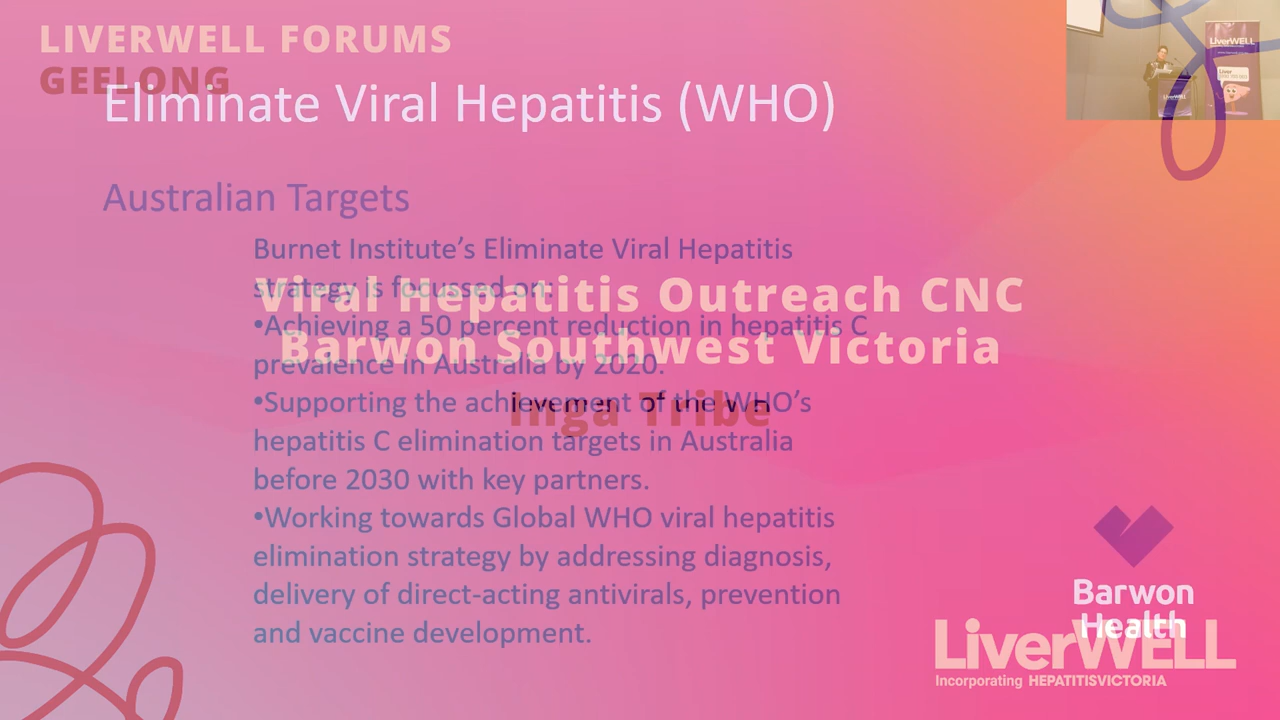 LIVERWELL FORUMS
GEELONG
Eliminate Viral Hepatitis (WHO)
Australian Targets
Burnet Institute's Eliminate Viral Hepatitis
strategy is focussed on:
•Achieving a 50 percent reduction in hepatitis C
prevalence in Australia by 2020.
•Supporting the achievement of the WHO's
hepatitis C elimination targets in Australia
before 2030 with key partners.
•Working towards Global WHO viral hepatitis
elimination strategy by addressing diagnosis,
delivery of direct-acting antivirals, prevention
and vaccine development.
Viral Hepatitis Outreach CNC
Barwon Southwest Victoria
Inga Tribe
Barwon
Health
LiverWELL
Incorporating HEPATITISVICTORIA
LiverWELL
Liver
LiverWELL